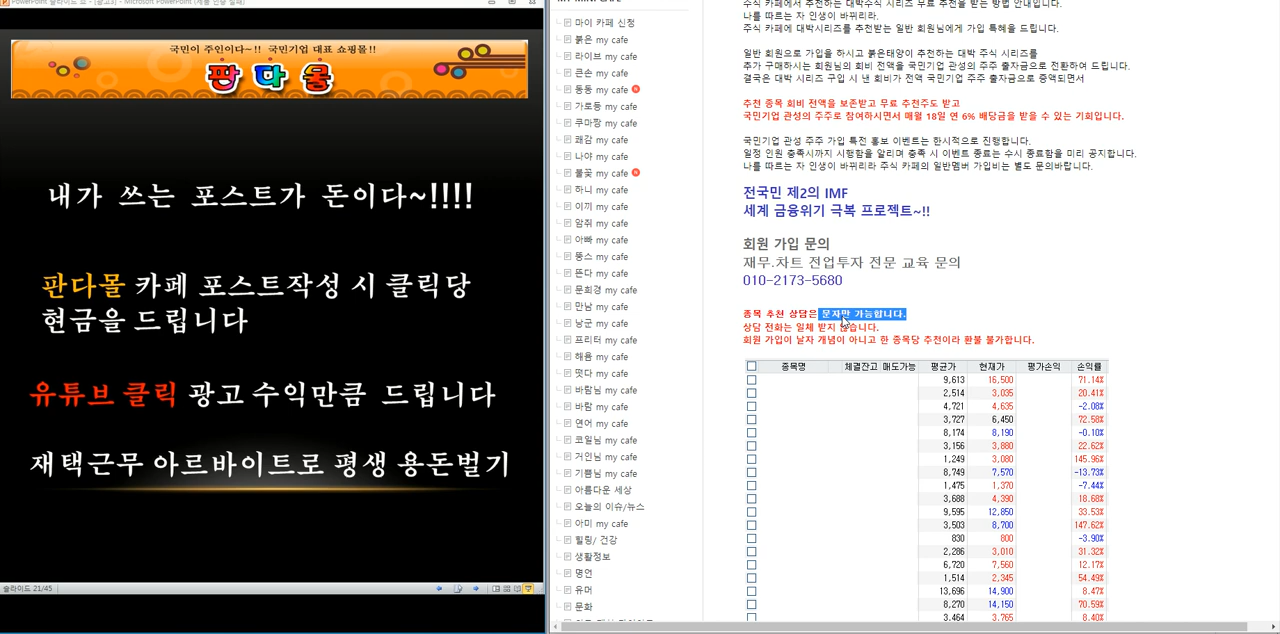 PowerPoint 슬라이드 쇼 - [광고3] - Microsoft PowerPoint (제품 인증 실패)
국민이 주인이다~!! 국민기업 대표 쇼핑몰!!
판 다 몰
내가 쓰는 포스트가 돈이다~!!!!
판다몰 카페 포스트작성 시 클릭당
현금을 드립니다
유튜브 클릭 광고 수익만큼 드립니다
재택근무 아르바이트로 평생 용돈벌기
슬라이드 21/45
마이 카페 신청
붉은 my cafe
라이브 my cafe
큰손 my cafe
동동 my cafe
가로등 my cafe
쿠마짱 my cafe
쾌감 my cafe
나야 my cafe
불꽃 my cafe
하니 my cafe
이끼 my cafe
암쥐 my cafe
아빠 my cafe
뚱스 my cafe
뜬다 my cafe
문희경 my cafe
만남 my cafe
낭군 my cafe
프리터 my cafe
해음 my cafe
떳다 my cafe
바람님 my cafe
바람 my cafe
연어 my cafe
코일님 my cafe
거인님 my cafe
기쁨님 my cafe
아름다운 세상
오늘의 이슈/뉴스
아미 my cafe
힐링/ 건강
생활정보
명언
유머
문화
주식 카페에서 추천하는 대박수식 시리즈 무료 추천을 받는 방법 안내입니다.
나를 따르는 자 인생이 바뀌리라.
주식 카페에 대박시리즈를 추천받는 일반 회원님에게 가입 특혜를 드립니다.
일반 회원으로 가입을 하시고 붉은태양이 추천하는 대박 주식 시리즈를
추가 구매하시는 회원님의 회비 전액을 국민기업 관성의 주주 출자금으로 전환하여 드립니다.
결국은 대박 시리즈 구입 시 낸 회비가 전액 국민기업 주주 출자금으로 증액되면서
추천 종목 회비 전액을 보존받고 무료 추천주도 받고
국민기업 관성의 주주로 참여하시면서 매월 18일 연 6% 배당금을 받을 수 있는 기회입니다.
국민기업 관성 주주 가입 특전 홍보 이벤트는 한시적으로 진행합니다.
일정 인원 충족시까지 시행함을 알리며 충족 시 이벤트 종료는 수시 종료함을 미리 공지합니다.
나를 따르는 자 인생이 바뀌리라 주식 카페의 일반멤버 가입비는 별도 문의바랍니다.
전국민 제2의 IMF
세계 금융위기 극복 프로젝트~!!
회원 가입 문의
재무.차트 전업투자 전문 교육 문의
010-2173-5680
종목 추천 상담은 문자만 가능합니다.
상담 전화는 일체 받지 않습니다.
회원 가입이 날자 개념이 아니고 한 종목당 추천이라 환불 불가합니다.
종목명 체결잔고 매도가능 평균가 현재가 평가손익 손익률
9,613 16,500 71.14%
2,514 3,035 20.41%
4,721 4,635 -2.08%
3,727 6,450 72.58%
8,174 8,190 -0.10%
3,156 3,880 22.62%
1,249 3,080 145.96%
8,749 7,570 -13.73%
1,475 1,370 -7.44%
3,688 4,390 18.68%
9,595 12,850 33.53%
3,503 8,700 147.62%
830 800 -3.90%
2,286 3,010 31.32%
6,720 7,560 12.17%
1,514 2,345 54.49%
13,696 14,900 8.47%
8,270 14,150 70.59%
3,464 3,765 8.40%